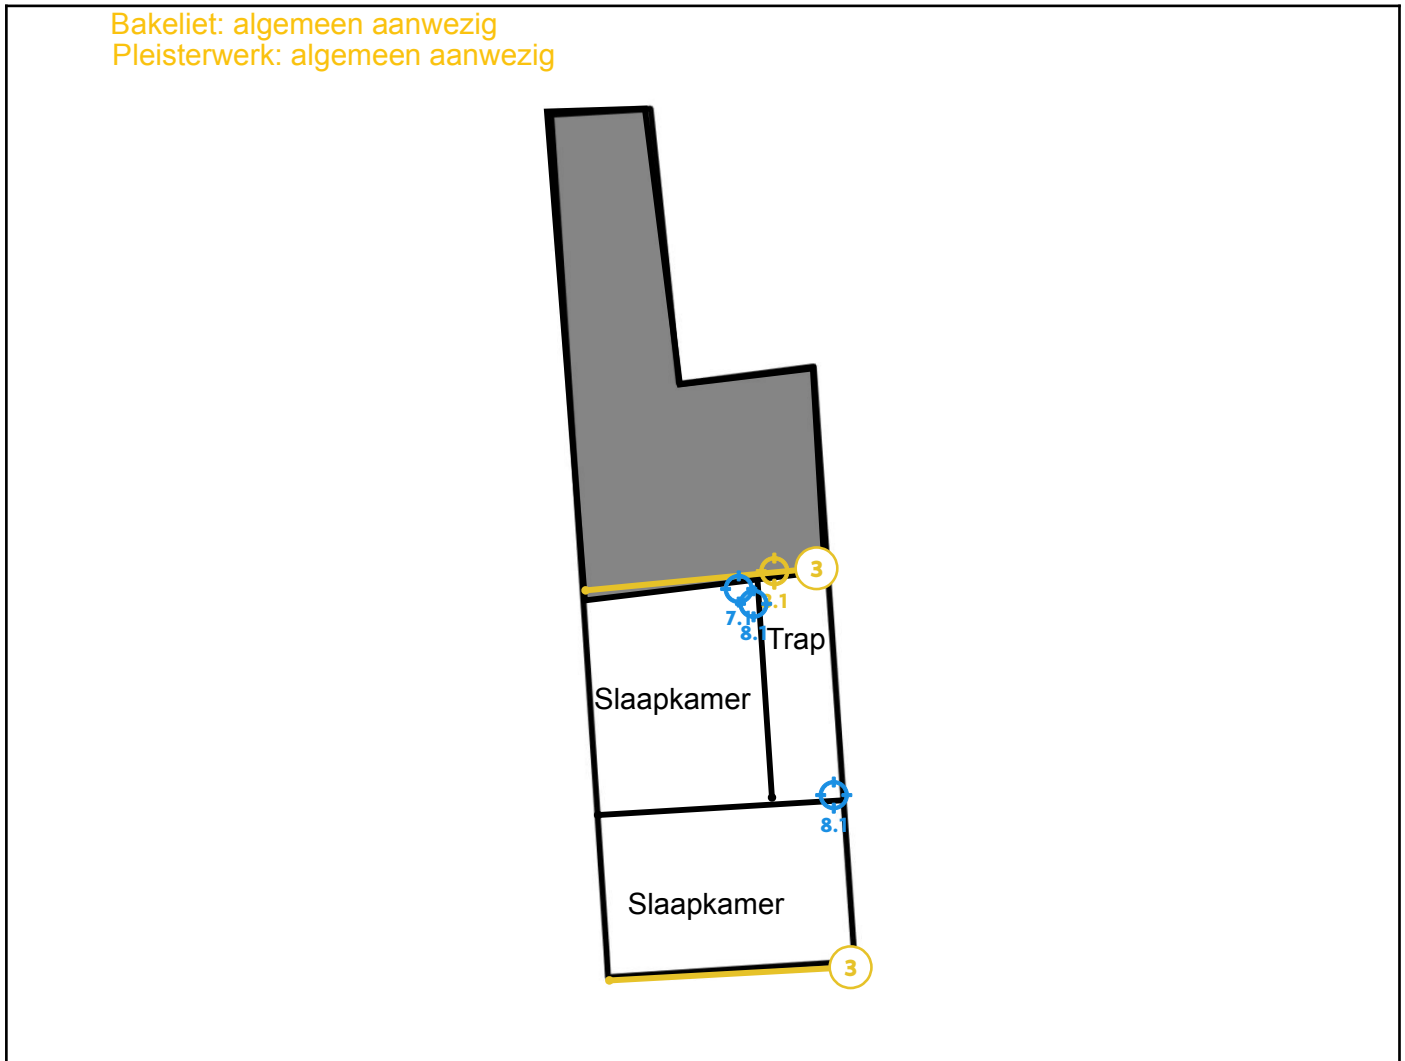 Bakeliet: algemeen aanwezig
Pleisterwerk: algemeen aanwezig
3
7.1
8.1
Trap
Slaapkamer
8.1
Slaapkamer
3